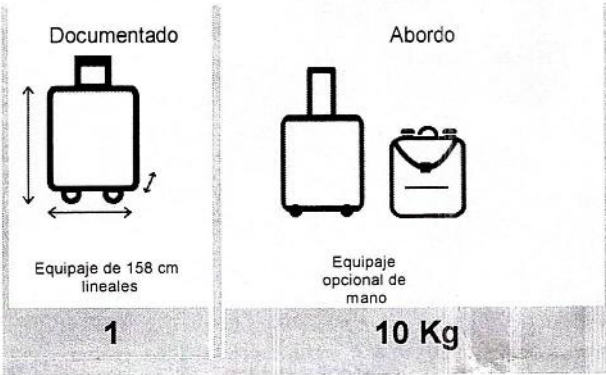 Documentado
Equipaje de 158 cm
lineales
1
Abordo
Equipaje
opcional de
mano
10 Kg